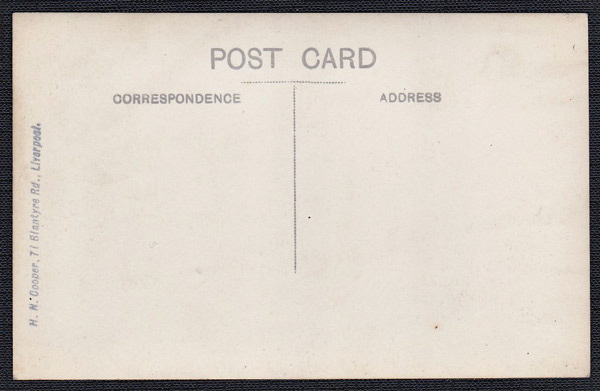 POST CARD
CORRESPONDENCE
ADDRESS
H. N. Cooper, 71 Blantyre Rd., Liverpool.